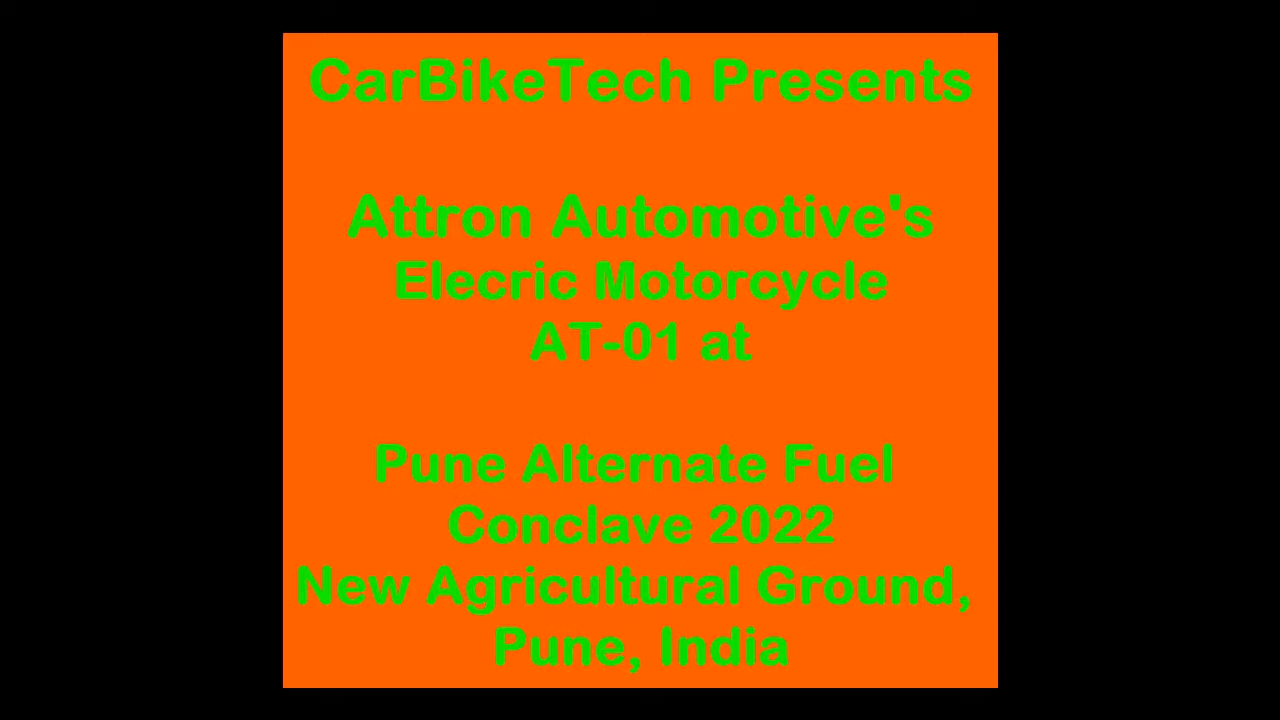 CarBikeTech Presents
Attron Automotive's
Elecric Motorcycle
AT-01 at
Pune Alternate Fuel
Conclave 2022
New Agricultural Ground,
Pune, India